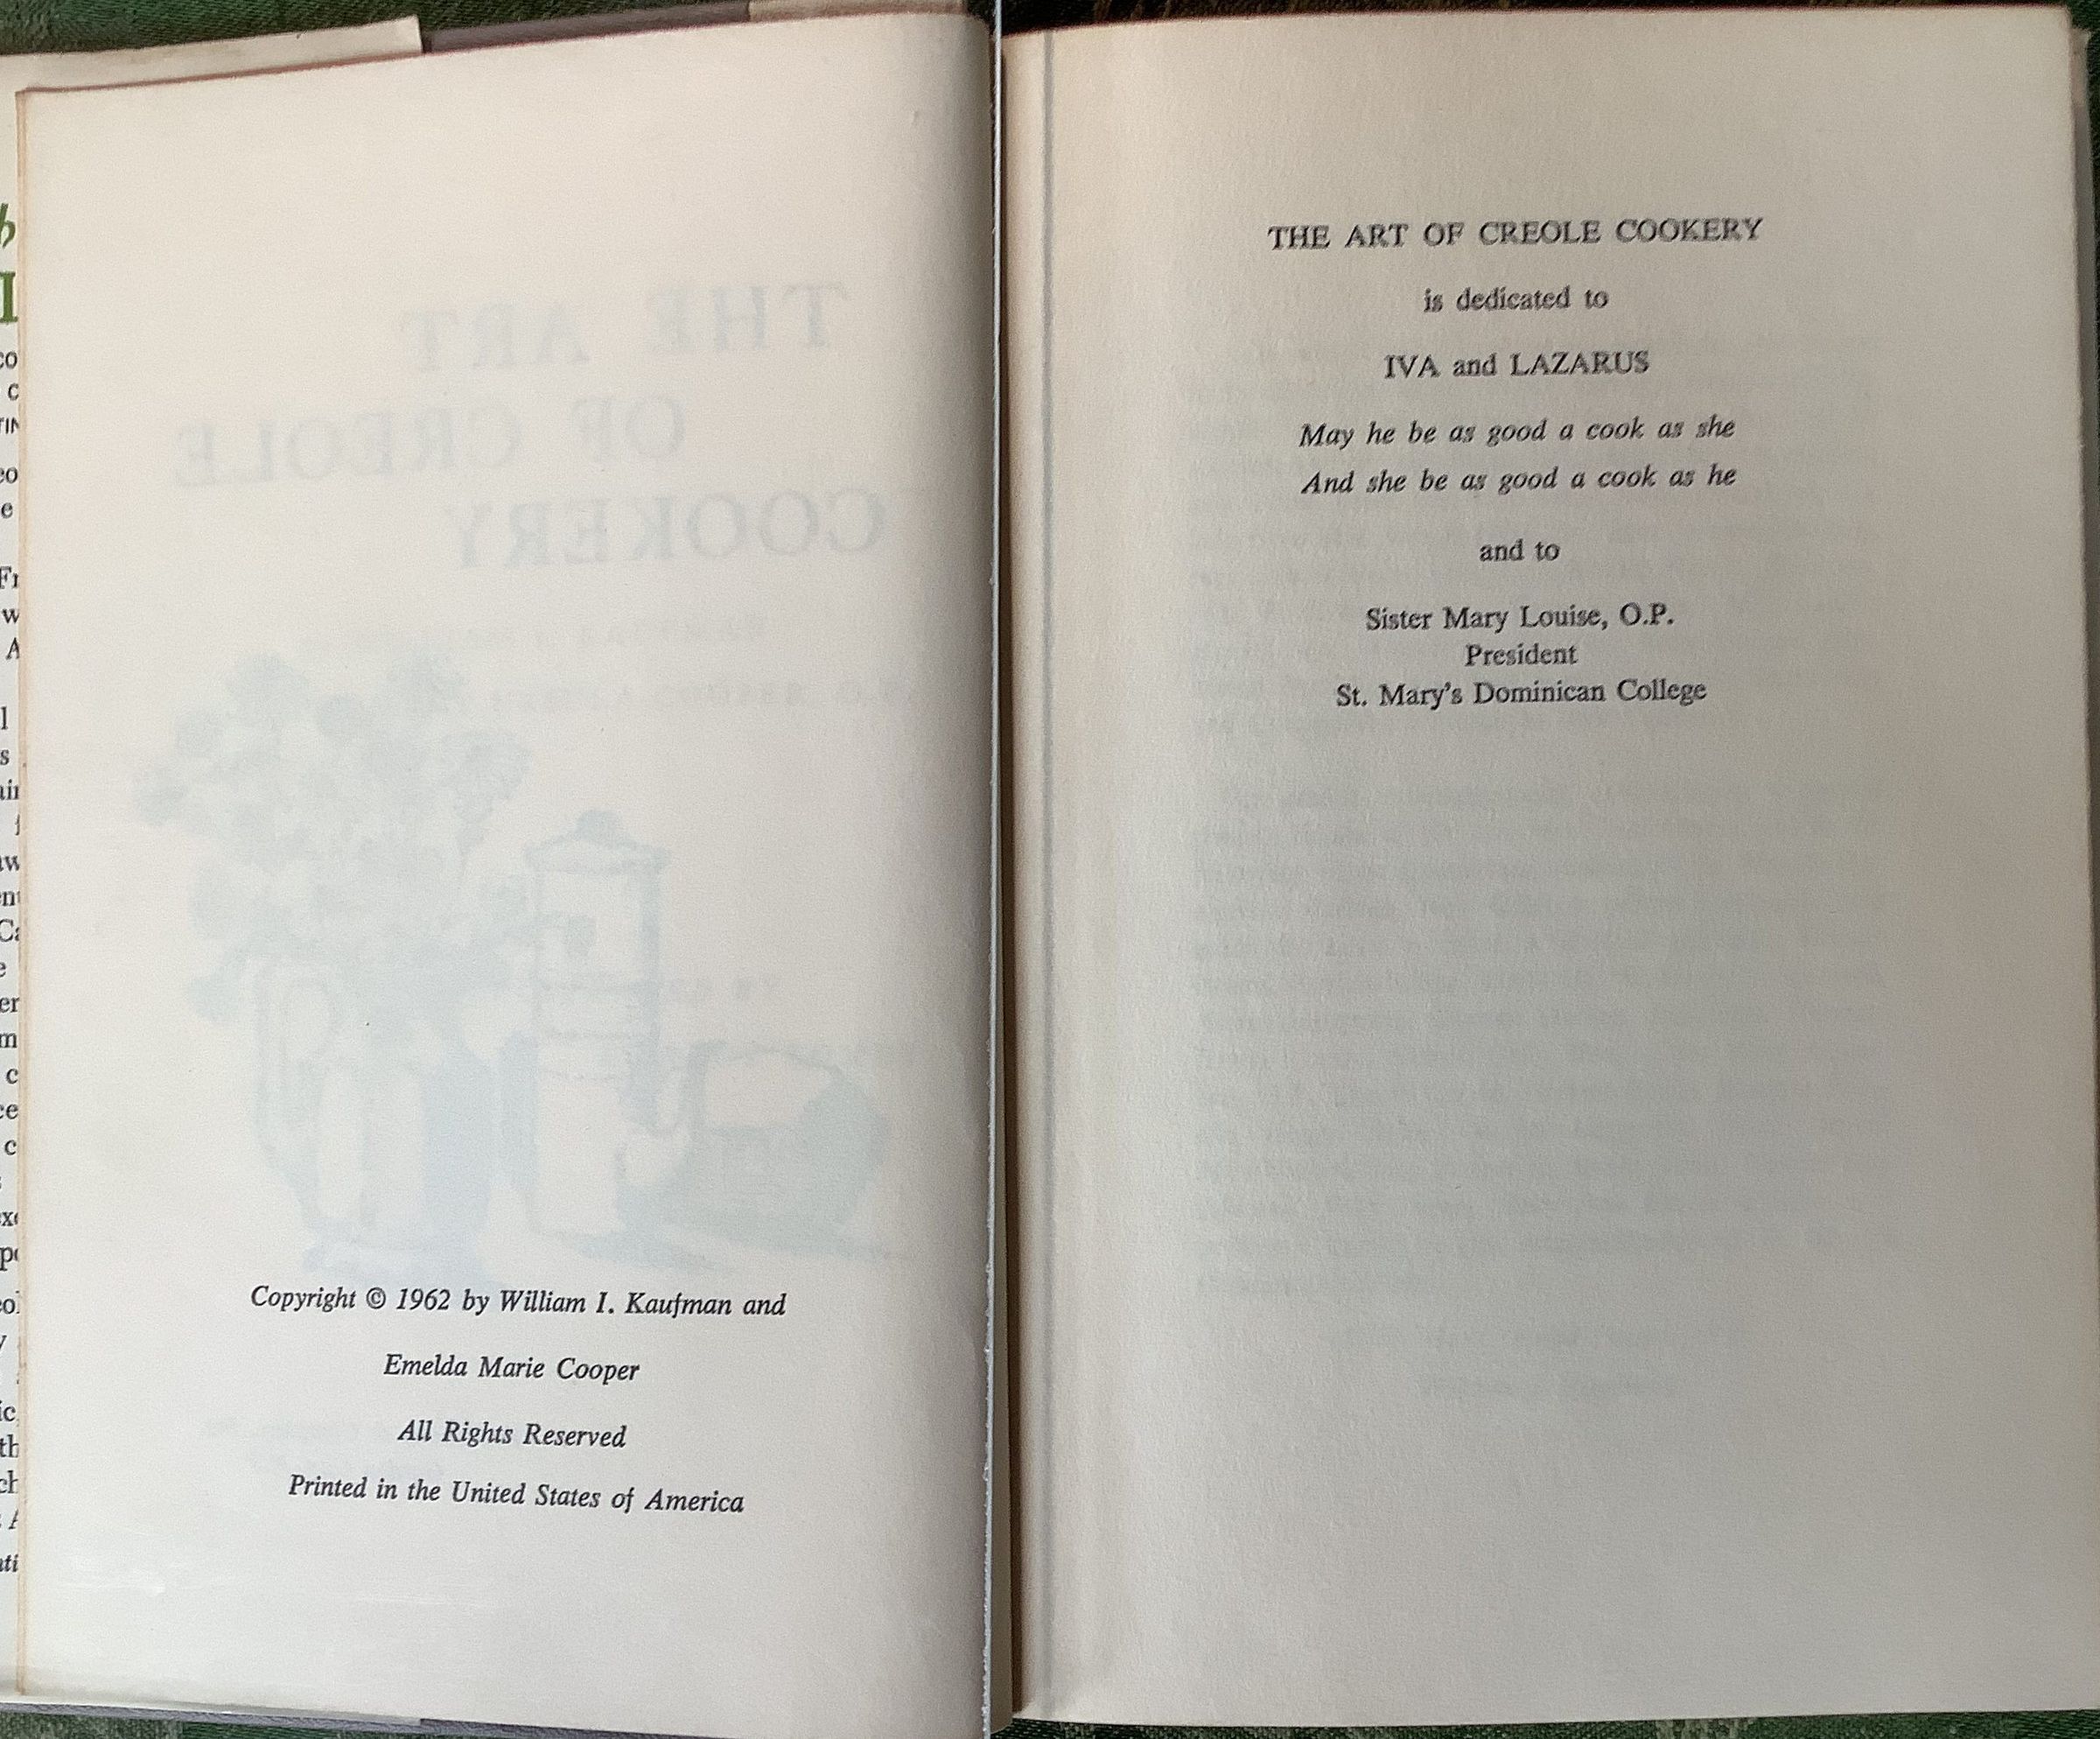 Copyright © 1962 by William I. Kaufman and
Emelda Marie Cooper
All Rights Reserved
Printed in the United States of America
THE ART OF CREOLE COOKERY
is dedicated to
IVA and LAZARUS
May he be as good a cook as she
And she be as good a cook as he
and to
Sister Mary Louise, O.P.
President
St. Mary's Dominican College